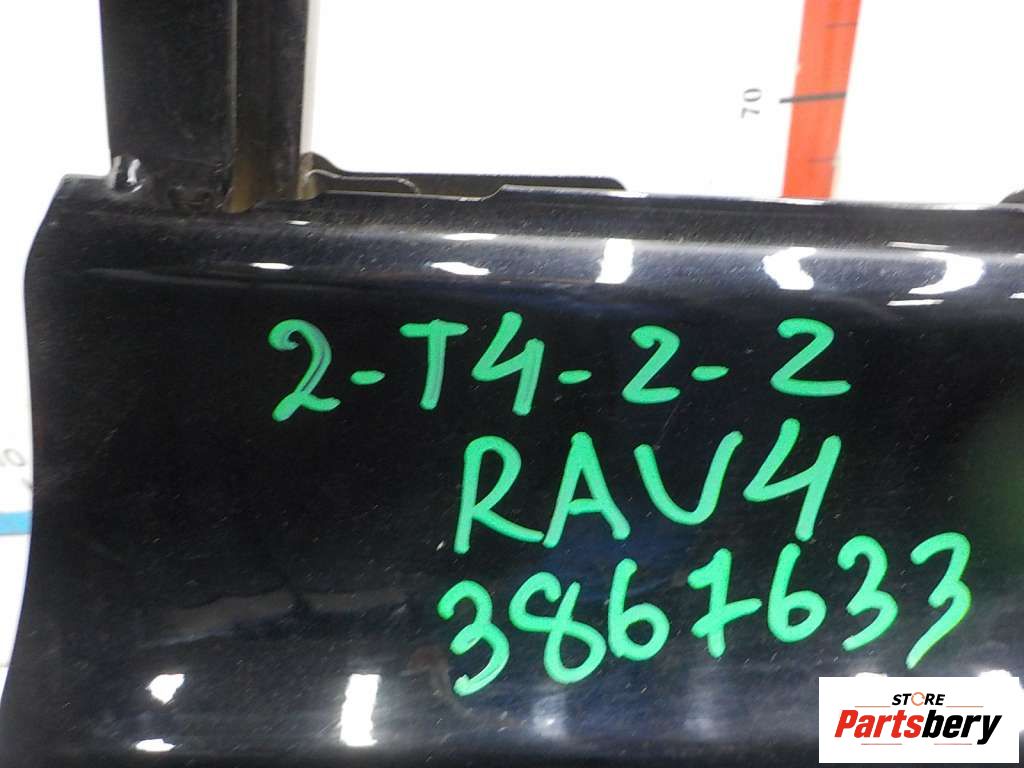 70
2-T4-2-2
RAV4
3867633
STORE
Partsbery